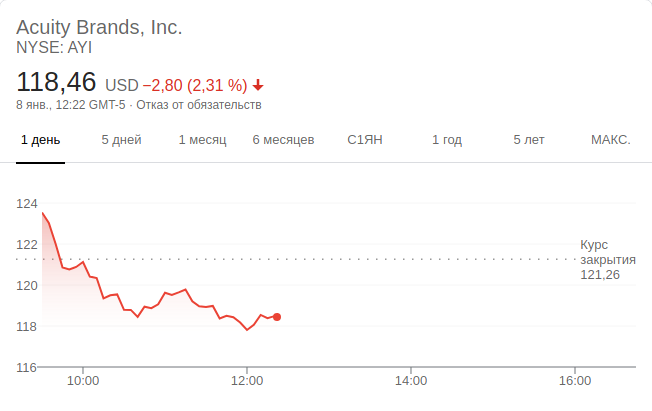 Acuity Brands, Inc.
NYSE: AYI
118,46 USD −2,80 (2,31 %)
8 янв., 12:22 GMT-5 · Отказ от обязательств
1 день 5 дней 1 месяц 6 месяцев С1ЯН 1 год 5 лет МАКС.
124
122
120
118
116
Курс
закрытия
121,26
10:00 12:00 14:00 16:00